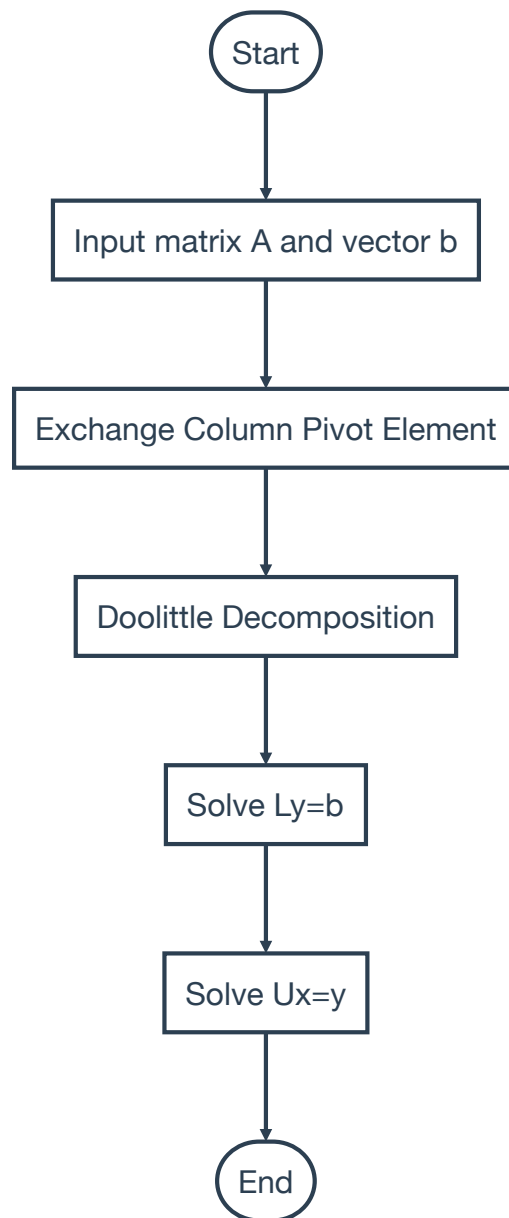 Start
Input matrix A and vector b
Exchange Column Pivot Element
Doolittle Decomposition
Solve Ly=b
Solve Ux=y
End